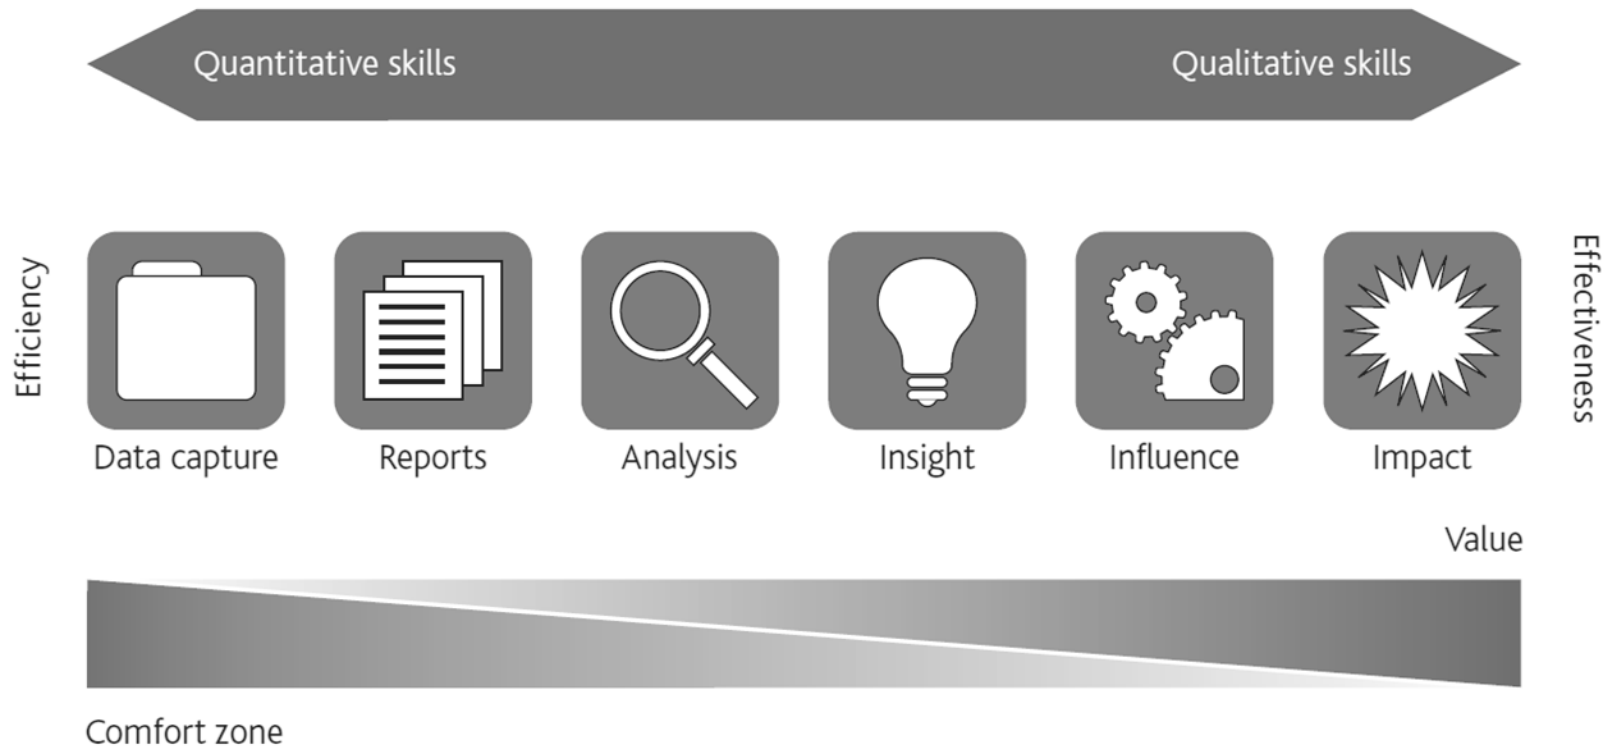 Quantitative skills
Qualitative skills
Efficiency
Effectiveness
Data capture
Reports
Analysis
Insight
Influence
Impact
Value
Comfort zone